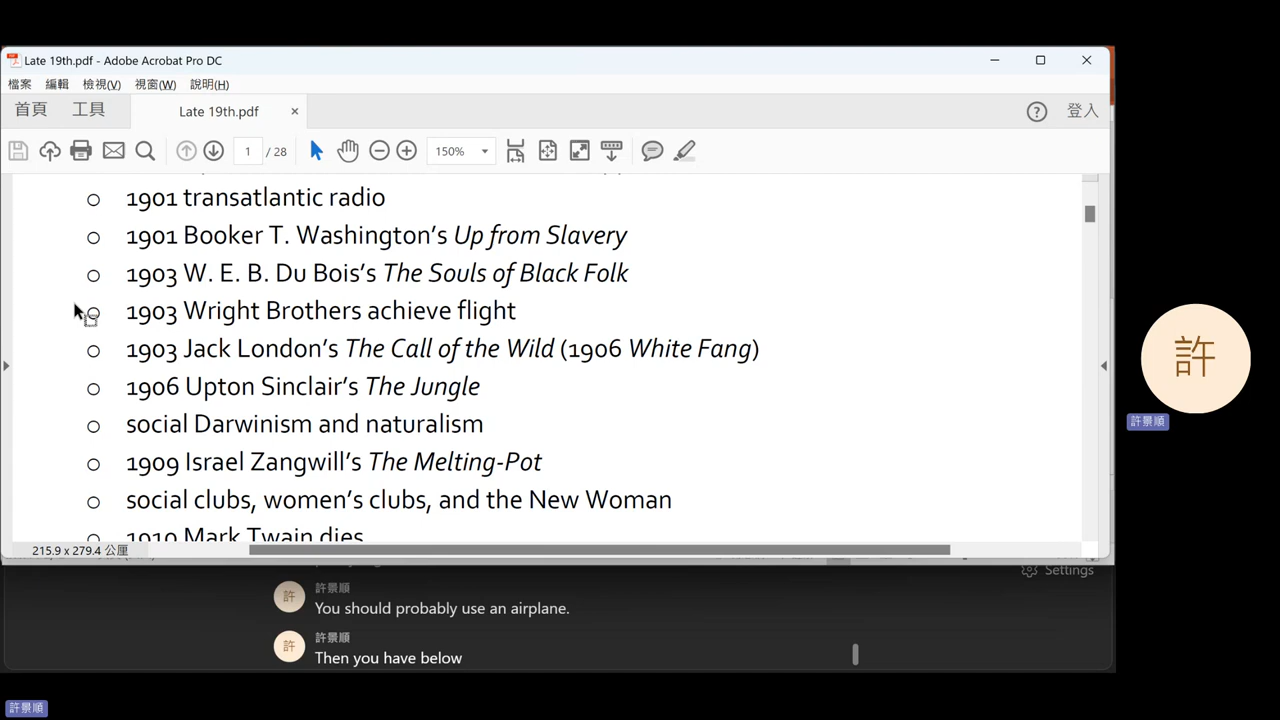 Late 19th.pdf - Adobe Acrobat Pro DC
檔案 編輯 檢視(V) 視窗(W) 說明(H)
首頁 工具 Late 19th.pdf × 登入
1 / 28 150%
1901 transatlantic radio
1901 Booker T. Washington's Up from Slavery
1903 W. E. B. Du Bois's The Souls of Black Folk
1903 Wright Brothers achieve flight
1903 Jack London's The Call of the Wild (1906 White Fang)
1906 Upton Sinclair's The Jungle
social Darwinism and naturalism
1909 Israel Zangwill's The Melting-Pot
social clubs, women's clubs, and the New Woman
1910 Mark Twain dies
215.9 x 279.4 公厘
Settings
許 許景順
You should probably use an airplane.
許 許景順
Then you have below
許
許景順
許景順